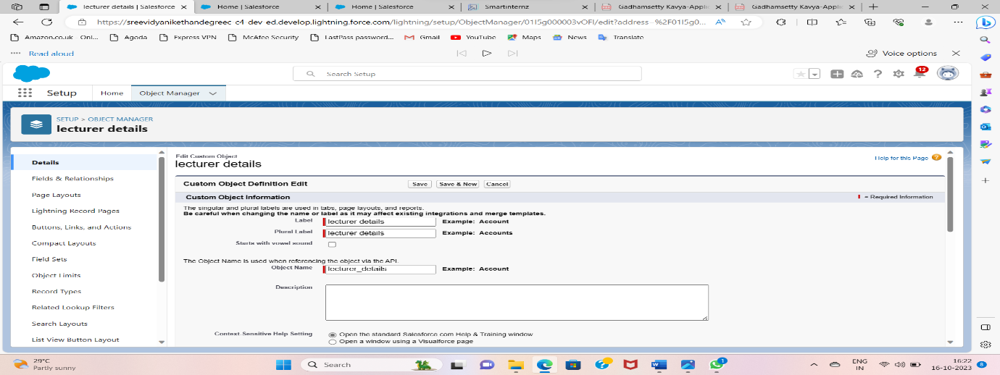 lecturer details | Salesforce
Home | Salesforce
Home | Salesforce
Smartinternz
Gadhamsetty Kavya-Apple
Gadhamsetty Kavya-Apple
https://sreevidyanikethandegreec c4 dev ed.develop.lightning.force.com/lightning/setup/ObjectManager/01I5g000003vOFI/edit?address=%2F01I5g0...
Amazon.co.uk Onl...
Agoda
Express VPN
McAfee Security
LastPass password...
Gmail
YouTube
Maps
News
Translate
Read aloud
Voice options
Search Setup
12
Setup
Home
Object Manager
SETUP > OBJECT MANAGER
lecturer details
Details
Fields & Relationships
Page Layouts
Lightning Record Pages
Buttons, Links, and Actions
Compact Layouts
Field Sets
Object Limits
Record Types
Related Lookup Filters
Search Layouts
List View Button Layout
Edit Custom Object
lecturer details
Help for this Page
Custom Object Definition Edit
Save
Save & New
Cancel
Custom Object Information
= Required Information
The singular and plural labels are used in tabs, page layouts, and reports.
Be careful when changing the name or label as it may affect existing integrations and merge templates.
Label lecturer details Example: Account
Plural Label lecturer details Example: Accounts
Starts with vowel sound
The Object Name is used when referencing the object via the API.
Object Name lecturer_details Example: Account
Description
Context-Sensitive Help Setting Open the standard Salesforce.com Help & Training window
Open a window using a Visualforce page
29°C
Partly sunny
Search
1
ENG
IN
16:22
16-10-2023
8